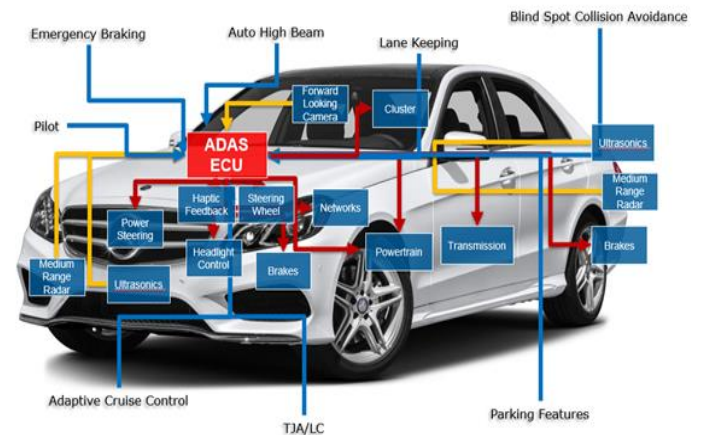 Blind Spot Collision Avoidance
Emergency Braking
Auto High Beam
Lane Keeping
Forward
Looking
Camera
Cluster
Pilot
ADAS
ECU
Ultrasonics
Medium
Range
Radar
Haptic
Feedback
Steering
Wheel
Networks
Power
Steering
Headlight
Control
Powertrain
Transmission
Brakes
Medium
Range
Radar
Ultrasonics
Brakes
Adaptive Cruise Control
TJA/LC
Parking Features